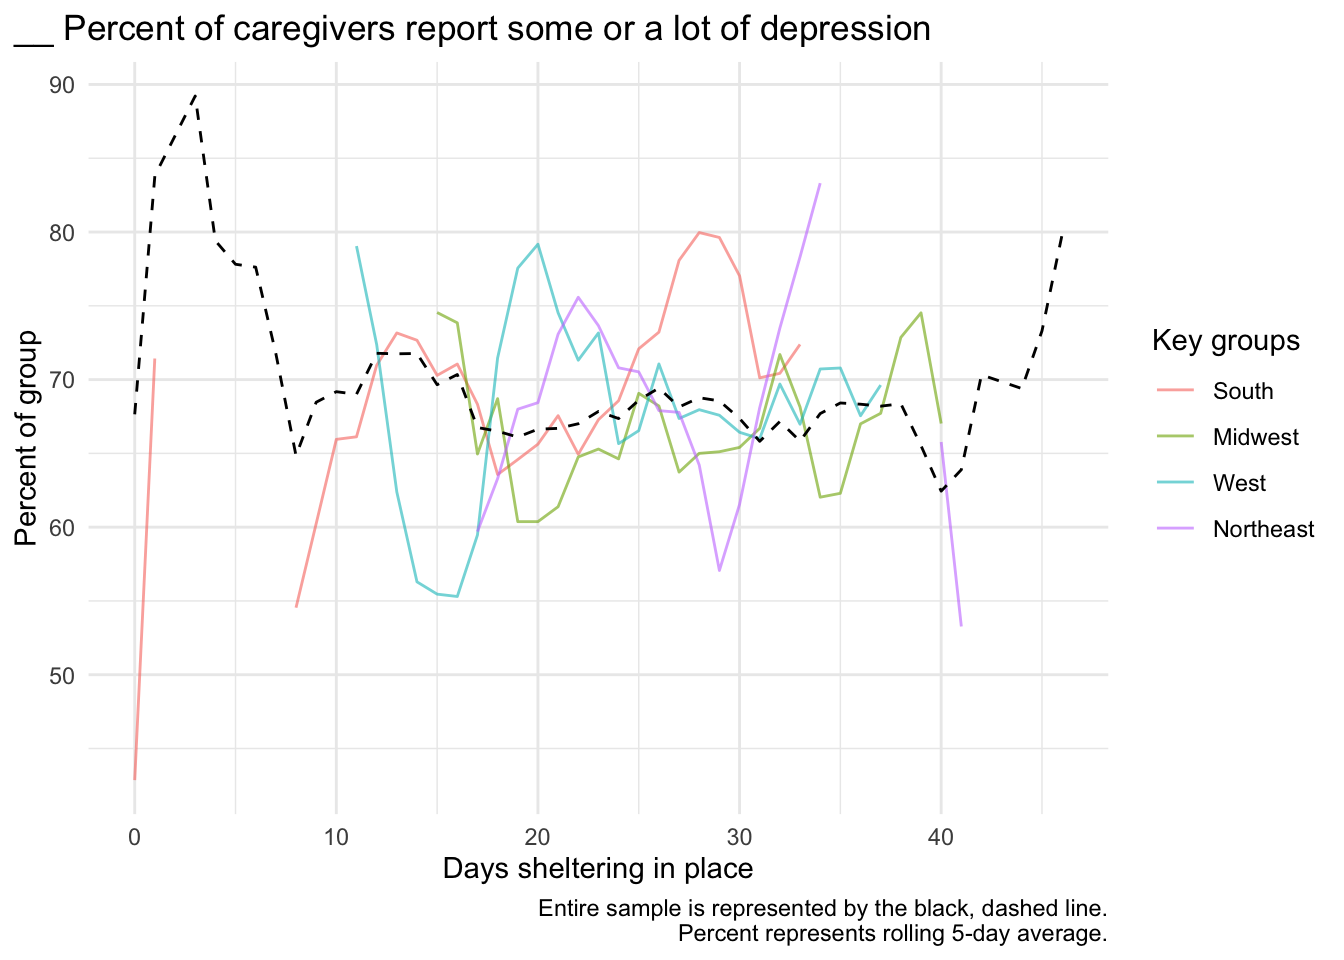 __ Percent of caregivers report some or a lot of depression
Percent of group
90
80
70
60
50
0 10 20 30 40
Days sheltering in place
Key groups
South
Midwest
West
Northeast
Entire sample is represented by the black, dashed line.
Percent represents rolling 5-day average.